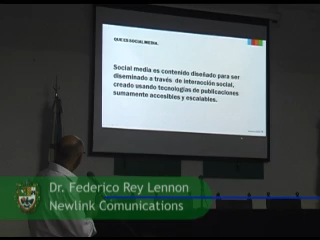 QUE ES SOCIAL MEDIA.
Social media es contenido diseñado para ser
diseminado a través de interacción social,
creado usando tecnologías de publicaciones
sumamente accesibles y escalables.
Dr. Federico Rey Lennon
Newlink Comunications